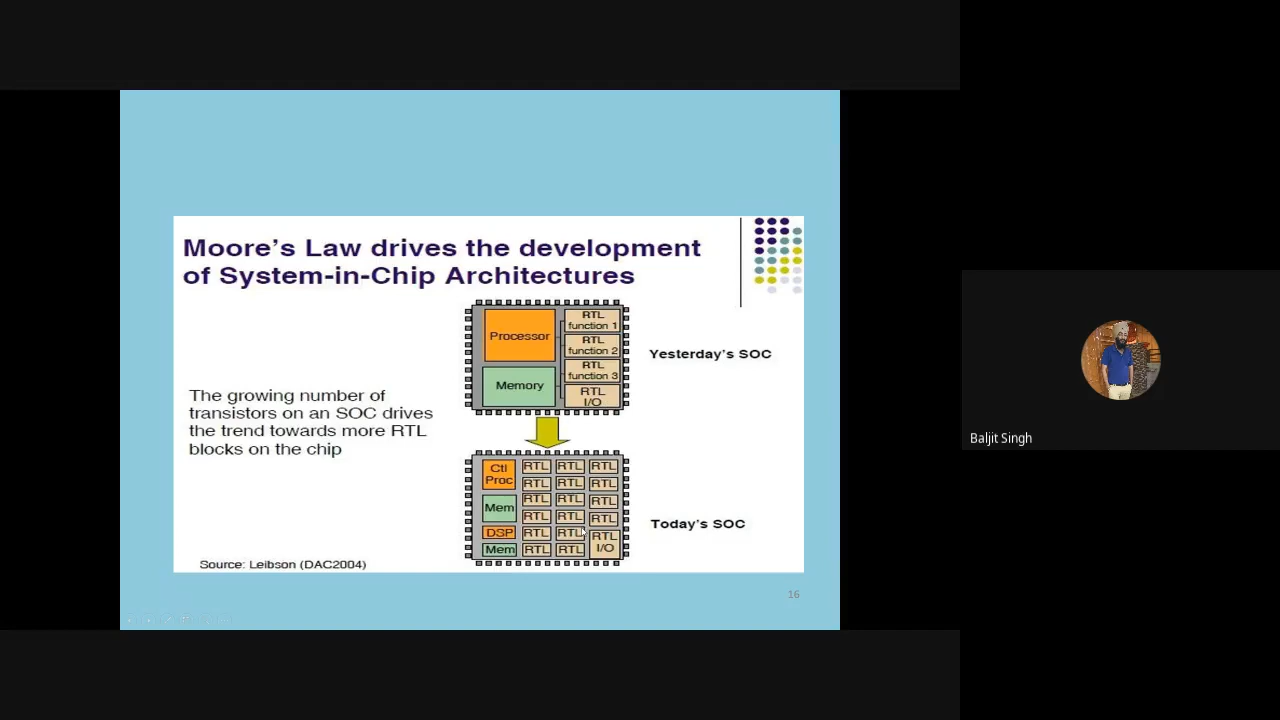 Moore's Law drives the development
of System-in-Chip Architectures
Processor
Memory
RTL
function 1
RTL
function 2
RTL
function 3
RTL
I/O
Yesterday's SOC
The growing number of
transistors on an SOC drives
the trend towards more RTL
blocks on the chip
Ctl
Proc
Mem
DSP
Mem
RTL RTL RTL
RTL RTL RTL
RTL RTL RTL
RTL RTL RTL
RTL RTL
RTL RTL
RTL
I/O
Today's SOC
Source: Leibson (DAC2004)
16
Baljit Singh